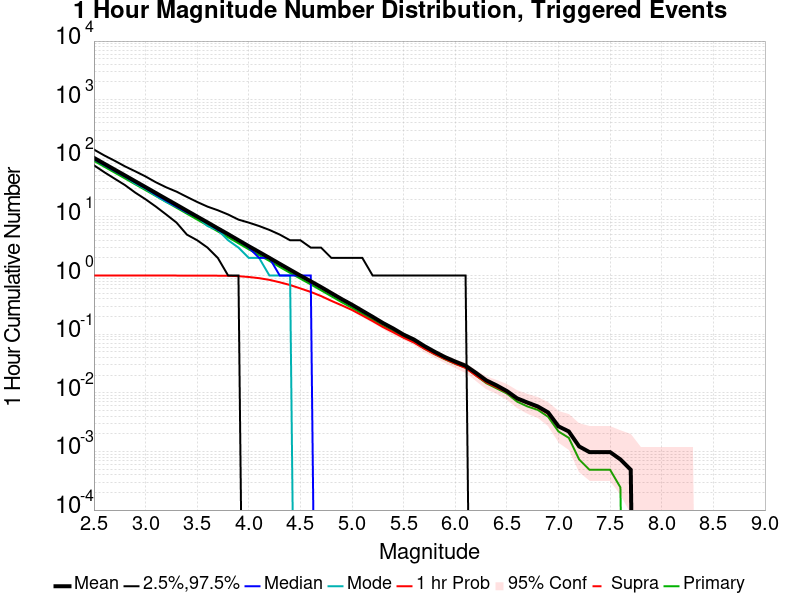 1 Hour Magnitude Number Distribution, Triggered Events
10 4
10 3
10 2
10 1
10 0
10 -1
10 -2
10 -3
10 -4
1 Hour Cumulative Number
2.5 3.0 3.5 4.0 4.5 5.0 5.5 6.0 6.5 7.0 7.5 8.0 8.5 9.0
Magnitude
Mean 2.5%,97.5% Median Mode 1 hr Prob 95% Conf Supra Primary